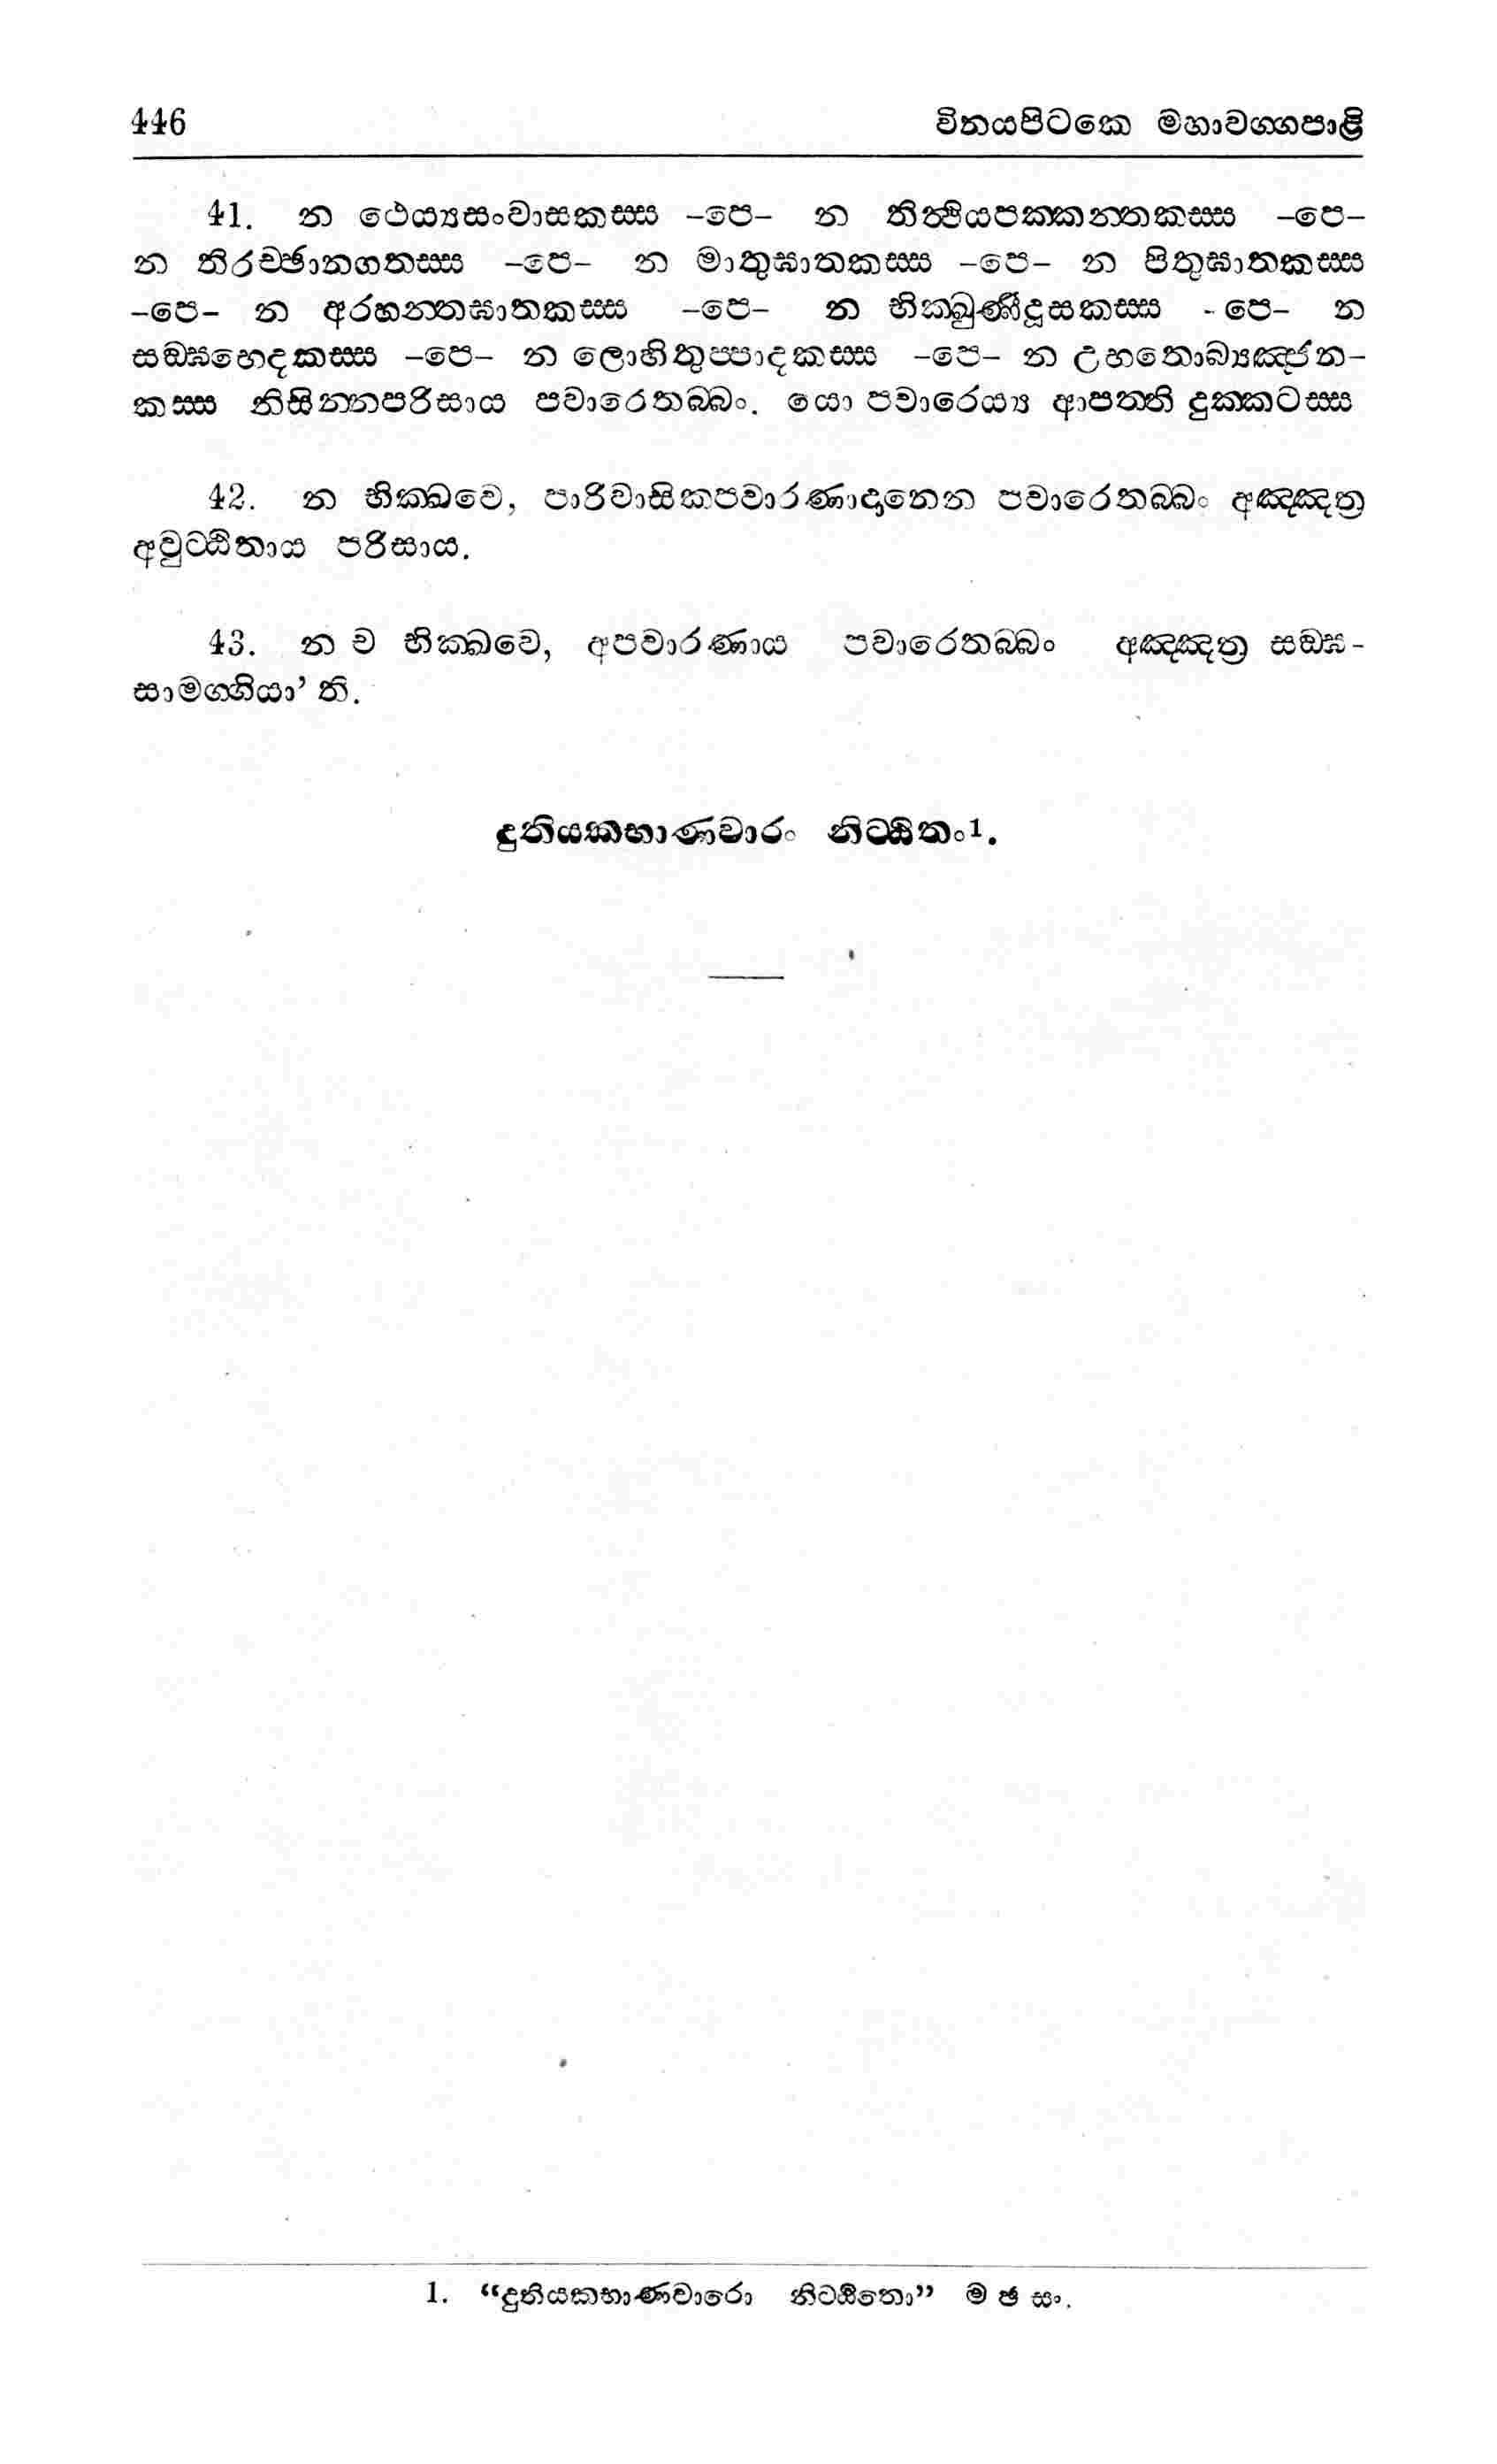 446 විනයපිටකෙ මහාවග්ගපාළි
41. න ථෙය්‍යසංවාසකස්ස –පෙ– න තිත්ථියපක්කන්තකස්ස –පෙ–
න තිරච්ඡානගතස්ස –පෙ– න මාතුඝාතකස්ස –පෙ– න පිතුඝාතකස්ස
–පෙ– න අරහන්තඝාතකස්ස –පෙ– න භික්ඛුණීදූසකස්ස - පෙ– න
සඞ්ඝභෙදකස්ස –පෙ– න ලොහිතුප්පාදකස්ස –පෙ– න උභතොබ්‍යඤ්ජන–
කස්ස නිසින්නපරිසාය පවාරෙතබ්බං. යො පවාරෙය්‍ය ආපත්ති දුක්කටස්ස
42. න භික්ඛවෙ, පාරිවාසිකපවාරණාදානෙන පවාරෙතබ්බං අඤ්ඤත්‍ර
අවුට්ඨිතාය පරිසාය.
43. න ච භික්ඛවෙ, අපවාරණාය පවාරෙතබ්බං අඤ්ඤත්‍ර සඞ්ඝ-
සාමග්ගියා’ ති.
දුතියකභාණවාරං නිට්ඨිතං¹.
1. “දුතියකභාණවාරො නිට්ඨිතො” ම ඡ සං.